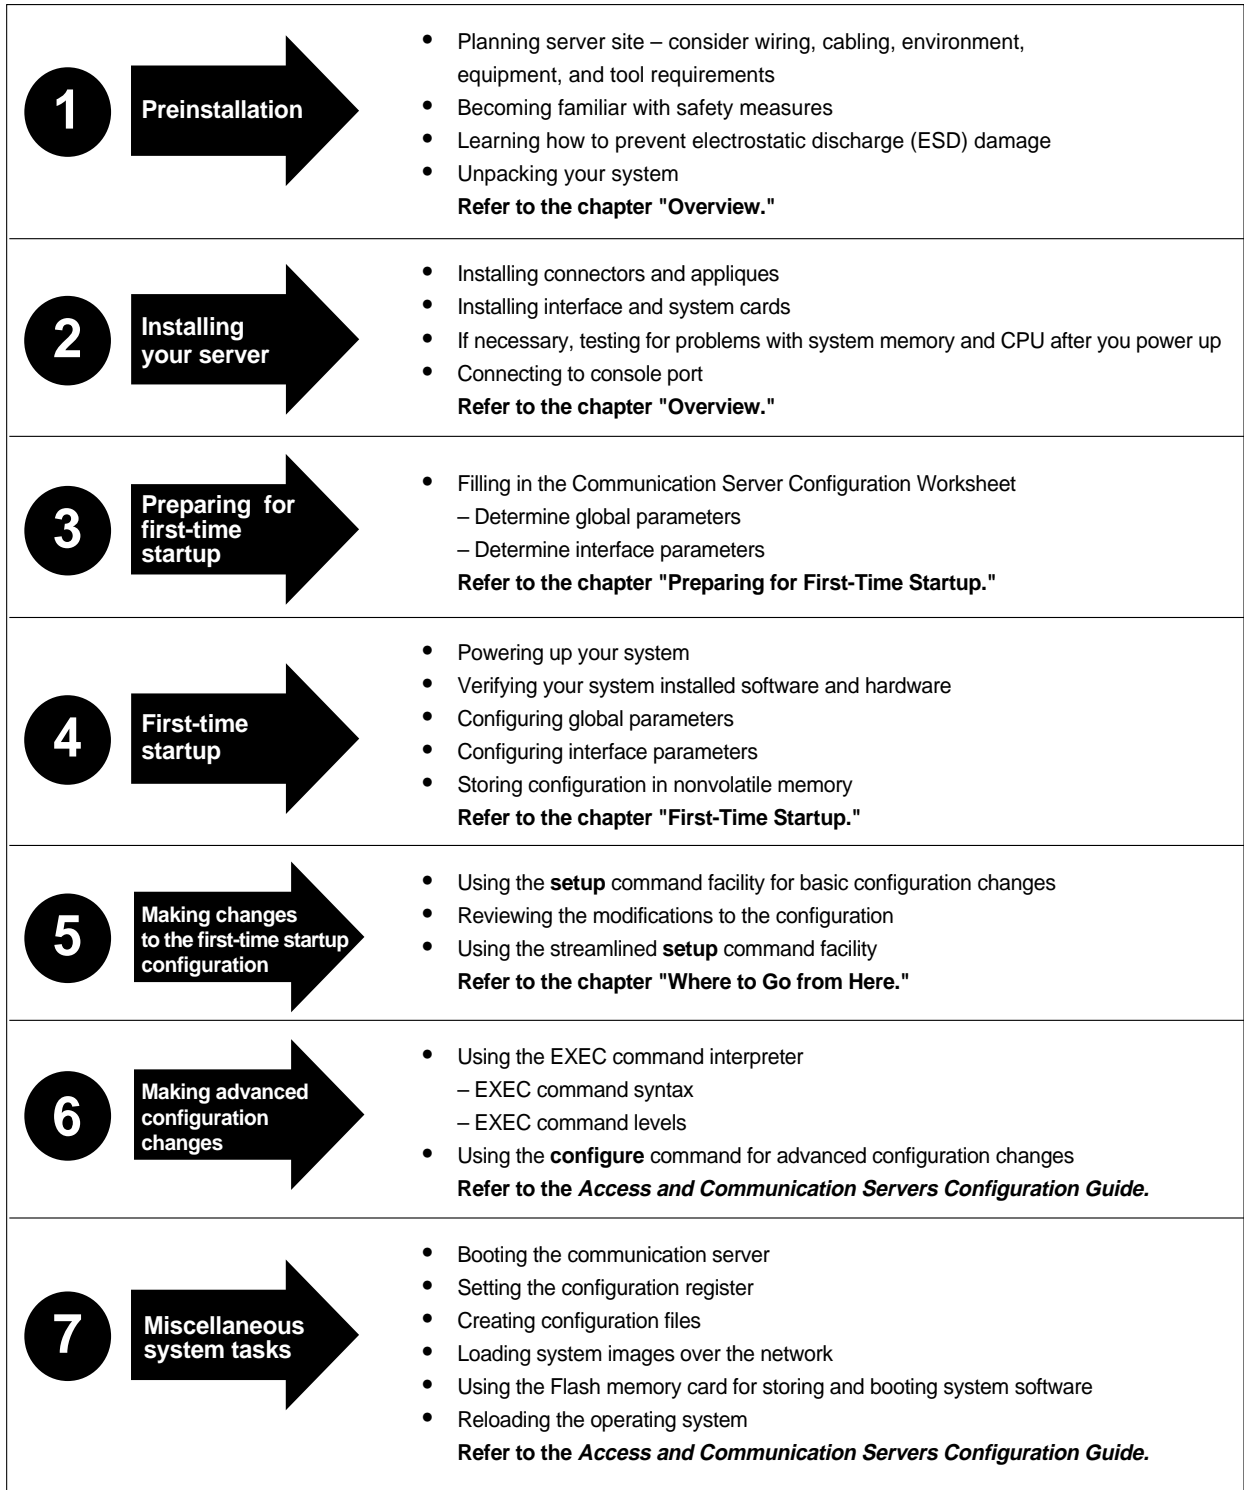 1
Preinstallation
• Planning server site – consider wiring, cabling, environment,
equipment, and tool requirements
• Becoming familiar with safety measures
• Learning how to prevent electrostatic discharge (ESD) damage
• Unpacking your system
Refer to the chapter "Overview."
2
Installing
your server
• Installing connectors and appliques
• Installing interface and system cards
• If necessary, testing for problems with system memory and CPU after you power up
• Connecting to console port
Refer to the chapter "Overview."
3
Preparing for
first-time
startup
• Filling in the Communication Server Configuration Worksheet
– Determine global parameters
– Determine interface parameters
Refer to the chapter "Preparing for First-Time Startup."
4
First-time
startup
• Powering up your system
• Verifying your system installed software and hardware
• Configuring global parameters
• Configuring interface parameters
• Storing configuration in nonvolatile memory
Refer to the chapter "First-Time Startup."
5
Making changes
to the first-time startup
configuration
• Using the setup command facility for basic configuration changes
• Reviewing the modifications to the configuration
• Using the streamlined setup command facility
Refer to the chapter "Where to Go from Here."
6
Making advanced
configuration
changes
• Using the EXEC command interpreter
– EXEC command syntax
– EXEC command levels
• Using the configure command for advanced configuration changes
Refer to the Access and Communication Servers Configuration Guide.
7
Miscellaneous
system tasks
• Booting the communication server
• Setting the configuration register
• Creating configuration files
• Loading system images over the network
• Using the Flash memory card for storing and booting system software
• Reloading the operating system
Refer to the Access and Communication Servers Configuration Guide.